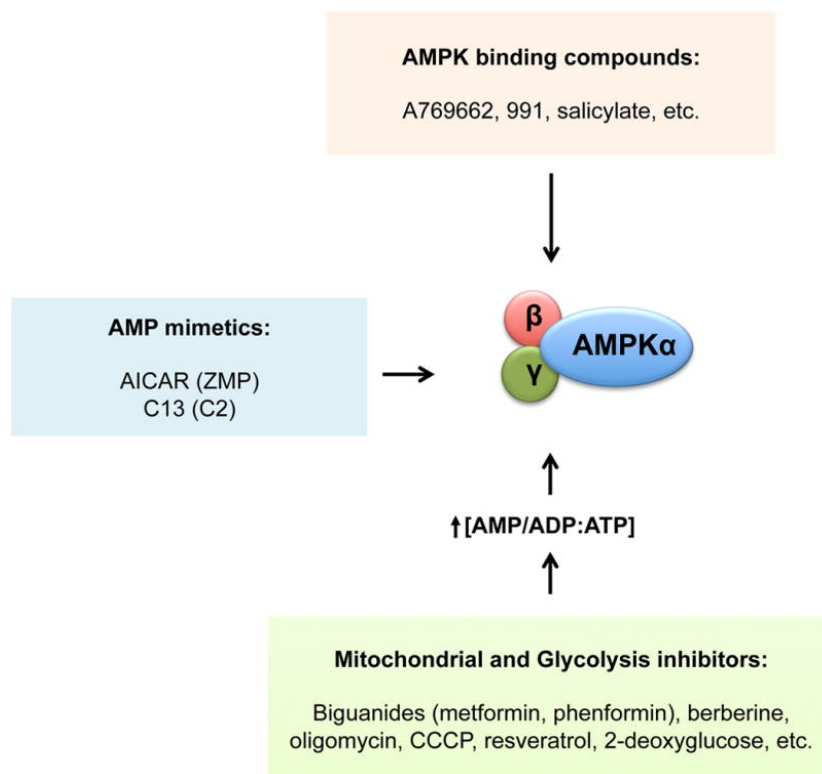 AMPK binding compounds:
A769662, 991, salicylate, etc.
AMP mimetics:
AICAR (ZMP)
C13 (C2)
β
γ
AMPKα
↑[AMP/ADP:ATP]
Mitochondrial and Glycolysis inhibitors:
Biguanides (metformin, phenformin), berberine,
oligomycin, CCCP, resveratrol, 2-deoxyglucose, etc.